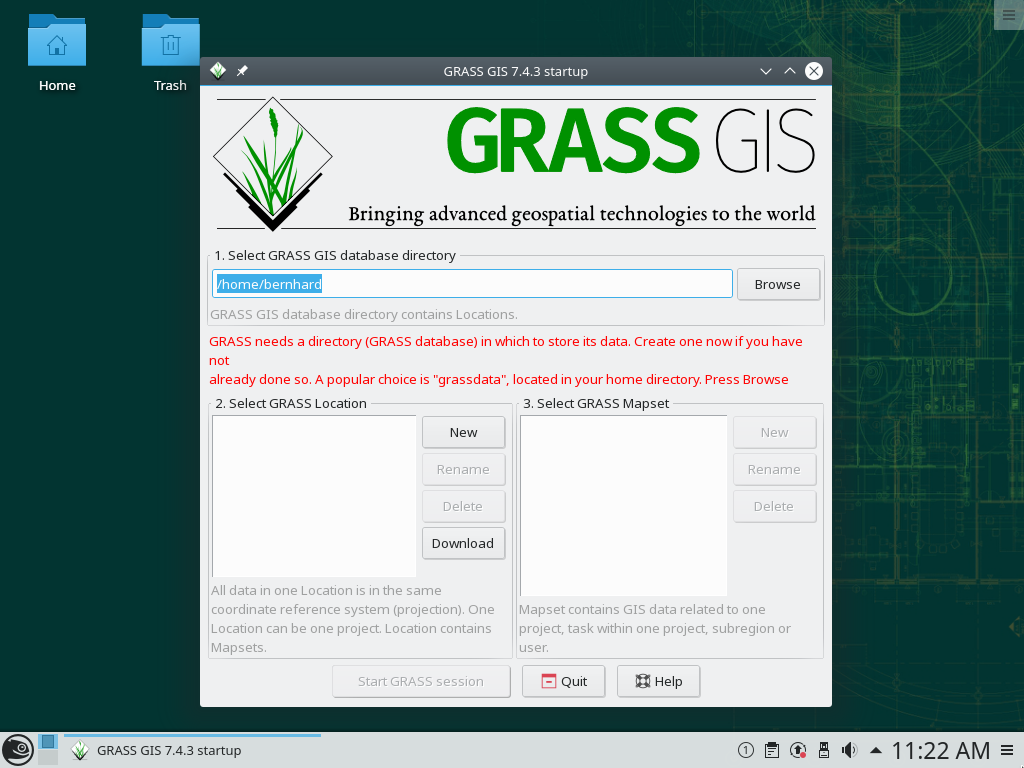 Home
Trash
GRASS GIS 7.4.3 startup
GRASS GIS
Bringing advanced geospatial technologies to the world
1. Select GRASS GIS database directory
/home/bernhard
Browse
GRASS GIS database directory contains Locations.
GRASS needs a directory (GRASS database) in which to store its data. Create one now if you have
not
already done so. A popular choice is "grassdata", located in your home directory. Press Browse
2. Select GRASS Location
New
Rename
Delete
Download
All data in one Location is in the same
coordinate reference system (projection). One
Location can be one project. Location contains
Mapsets.
3. Select GRASS Mapset
New
Rename
Delete
Mapset contains GIS data related to one
project, task within one project, subregion or
user.
Start GRASS session
Quit
Help
GRASS GIS 7.4.3 startup
1
11:22 AM